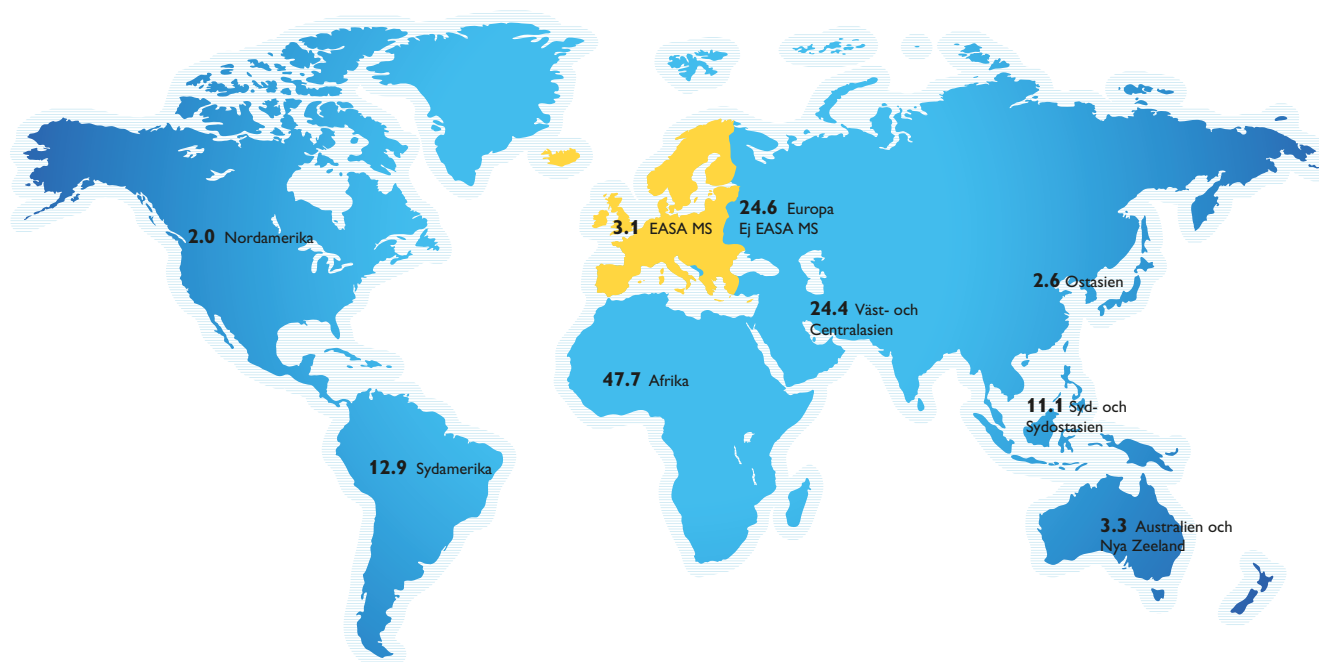 24.6 Europa
Ej EASA MS
3.1 EASA MS
2.0 Nordamerika
2.6 Ostasien
24.4 Väst- och
Centralasien
47.7 Afrika
11.1 Syd- och
Sydostasien
12.9 Sydamerika
3.3 Australien och
Nya Zeeland